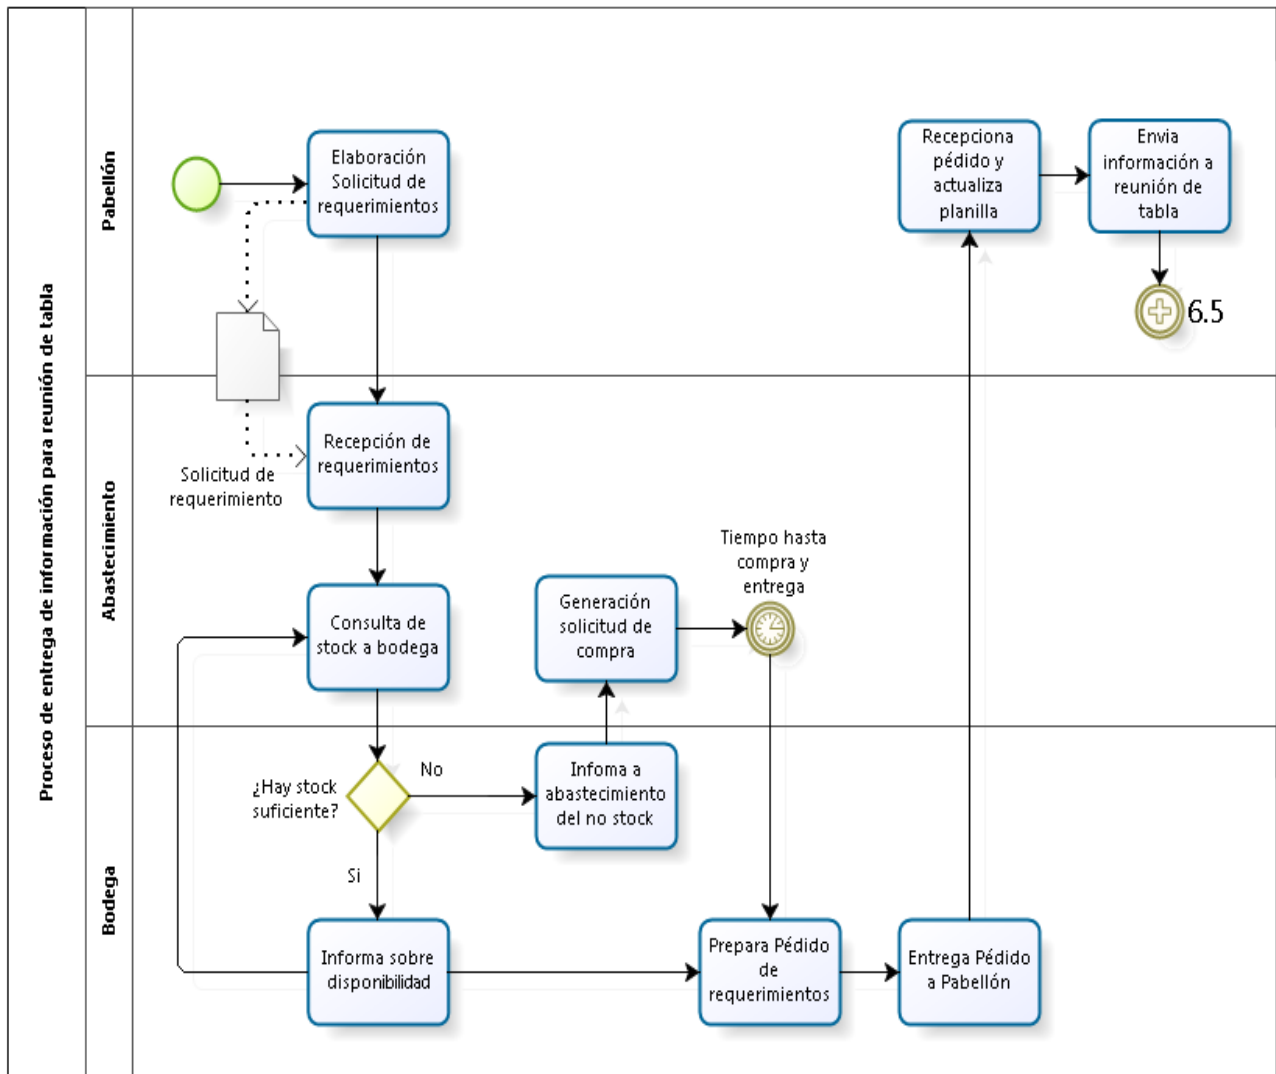 Proceso de entrega de información para reunión de tabla
Pabellón
Elaboración
Solicitud de
requerimientos
Recepciona
pédido y
actualiza
planilla
Envia
información a
reunión de
tabla
6.5
Abastecimiento
Recepción de
requerimientos
Solicitud de
requerimiento
Consulta de
stock a bodega
Generación
solicitud de
compra
Tiempo hasta
compra y
entrega
Bodega
¿Hay stock
suficiente?
No
Infoma a
abastecimiento
del no stock
Si
Informa sobre
disponibilidad
Prepara Pédido
de
requerimientos
Entrega Pédido
a Pabellón